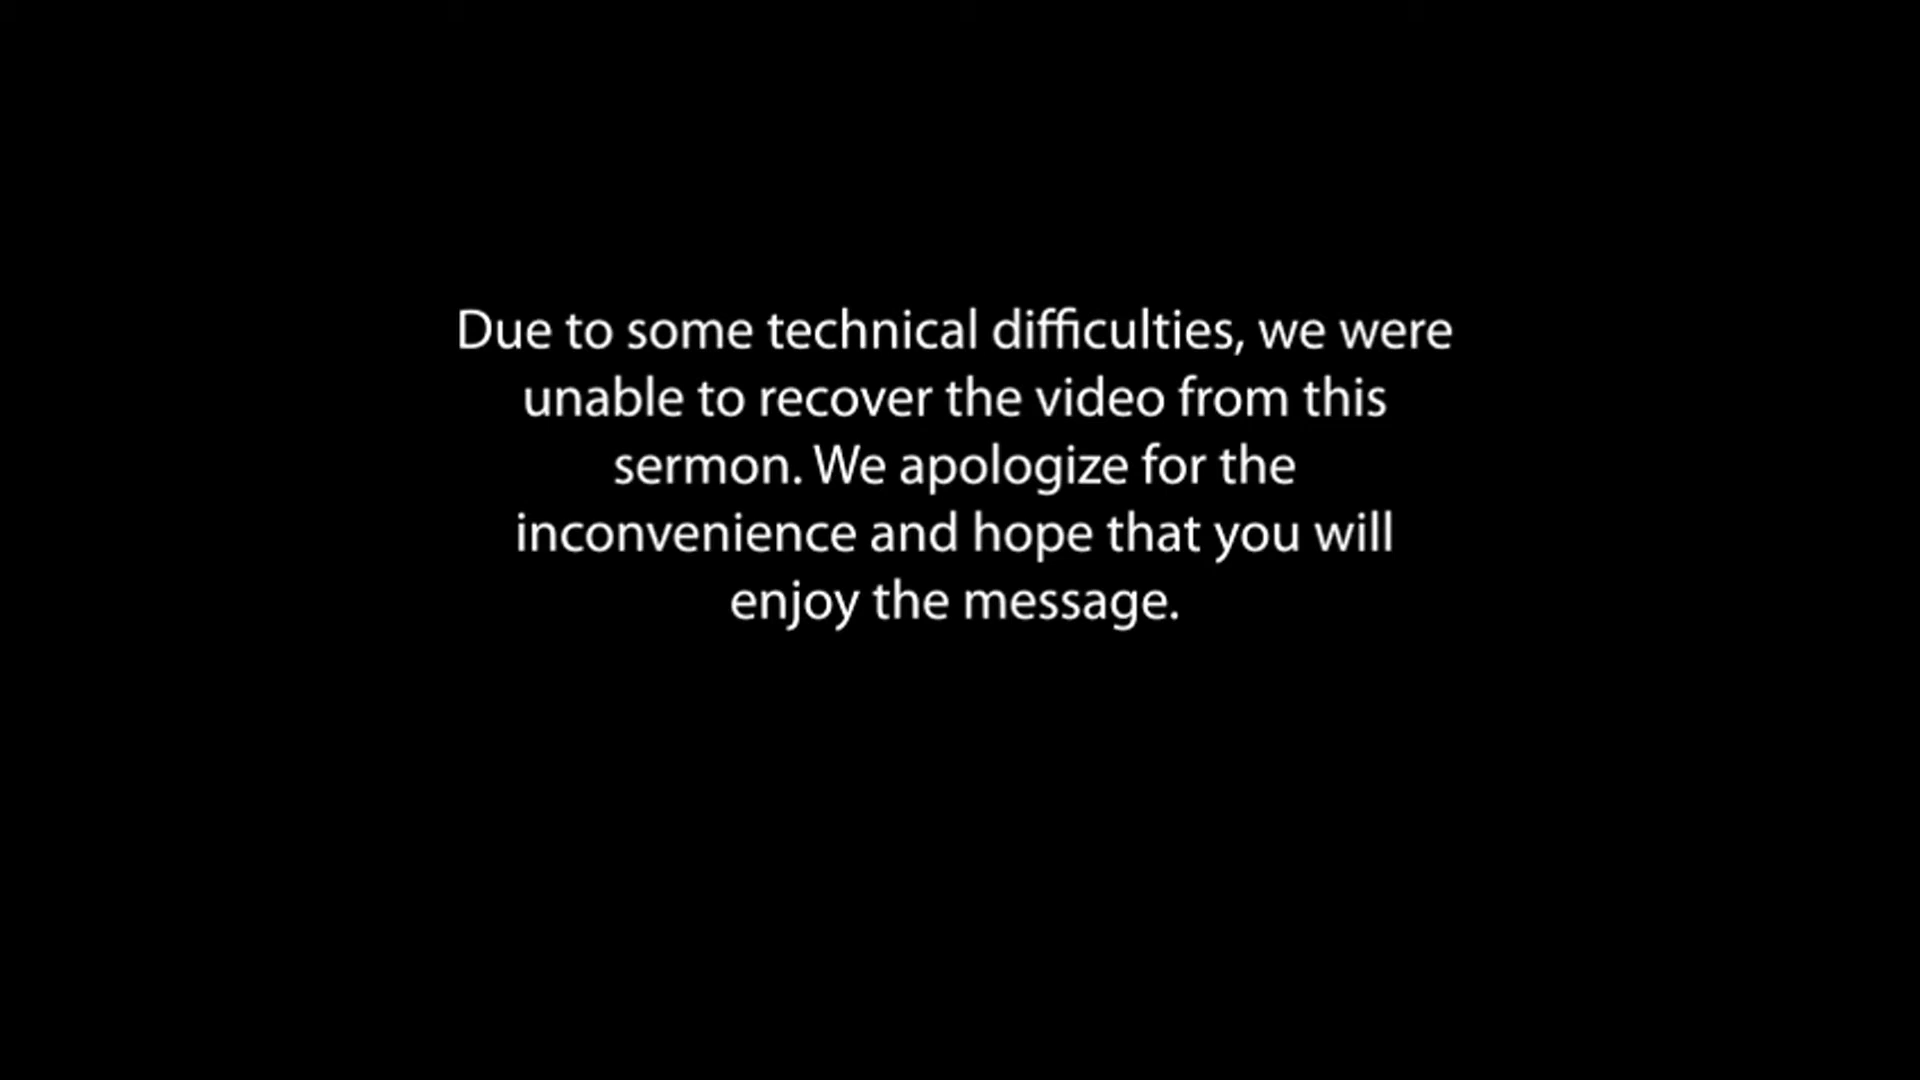 Due to some technical difficulties, we were
unable to recover the video from this
sermon. We apologize for the
inconvenience and hope that you will
enjoy the message.